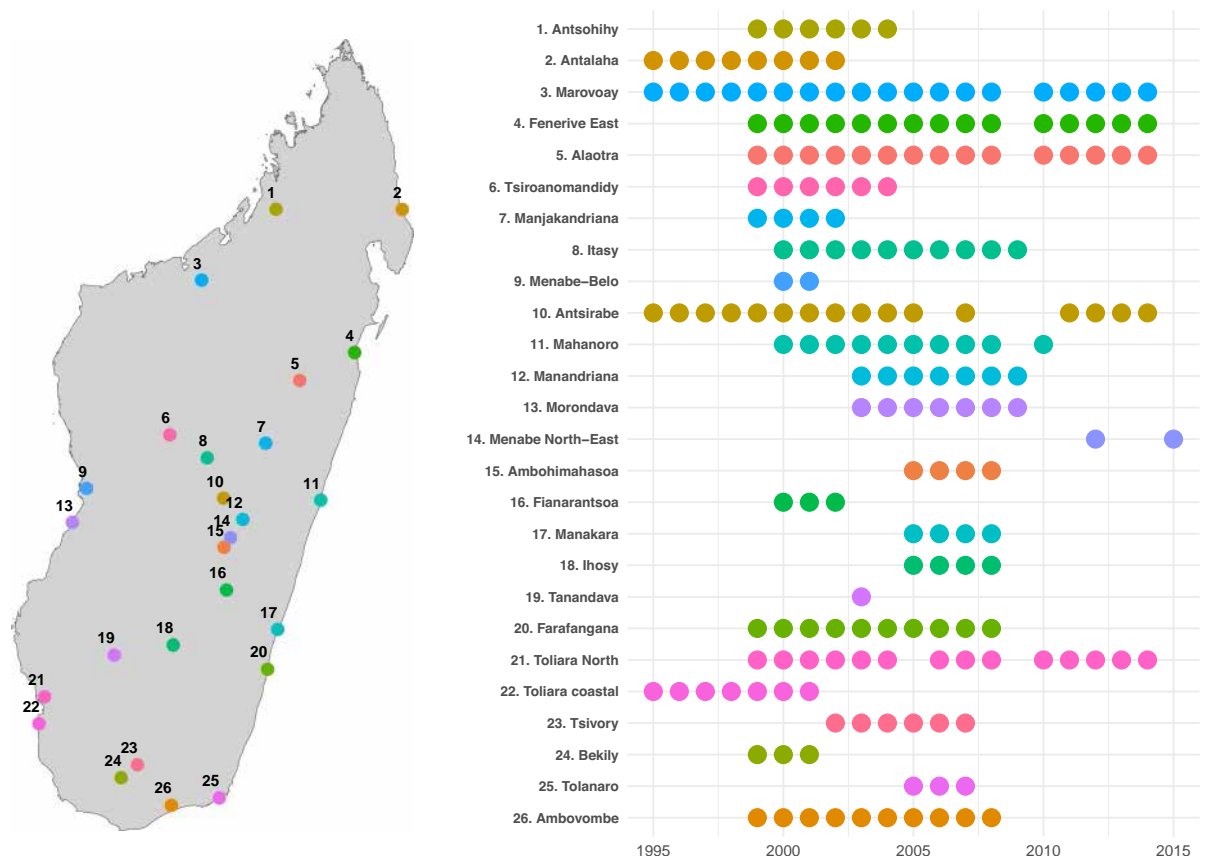 1
2
3
4
5
6
7
8
9
10
11
12
13
14
15
16
17
18
19
20
21
22
23
24
25
26
1. Antsohihy
2. Antalaha
3. Marovoay
4. Fenerive East
5. Alaotra
6. Tsiroanomandidy
7. Manjakandriana
8. Itasy
9. Menabe−Belo
10. Antsirabe
11. Mahanoro
12. Manandriana
13. Morondava
14. Menabe North−East
15. Ambohimahasoa
16. Fianarantsoa
17. Manakara
18. Ihosy
19. Tanandava
20. Farafangana
21. Toliara North
22. Toliara coastal
23. Tsivory
24. Bekily
25. Tolanaro
26. Ambovombe
1995 2000 2005 2010 2015